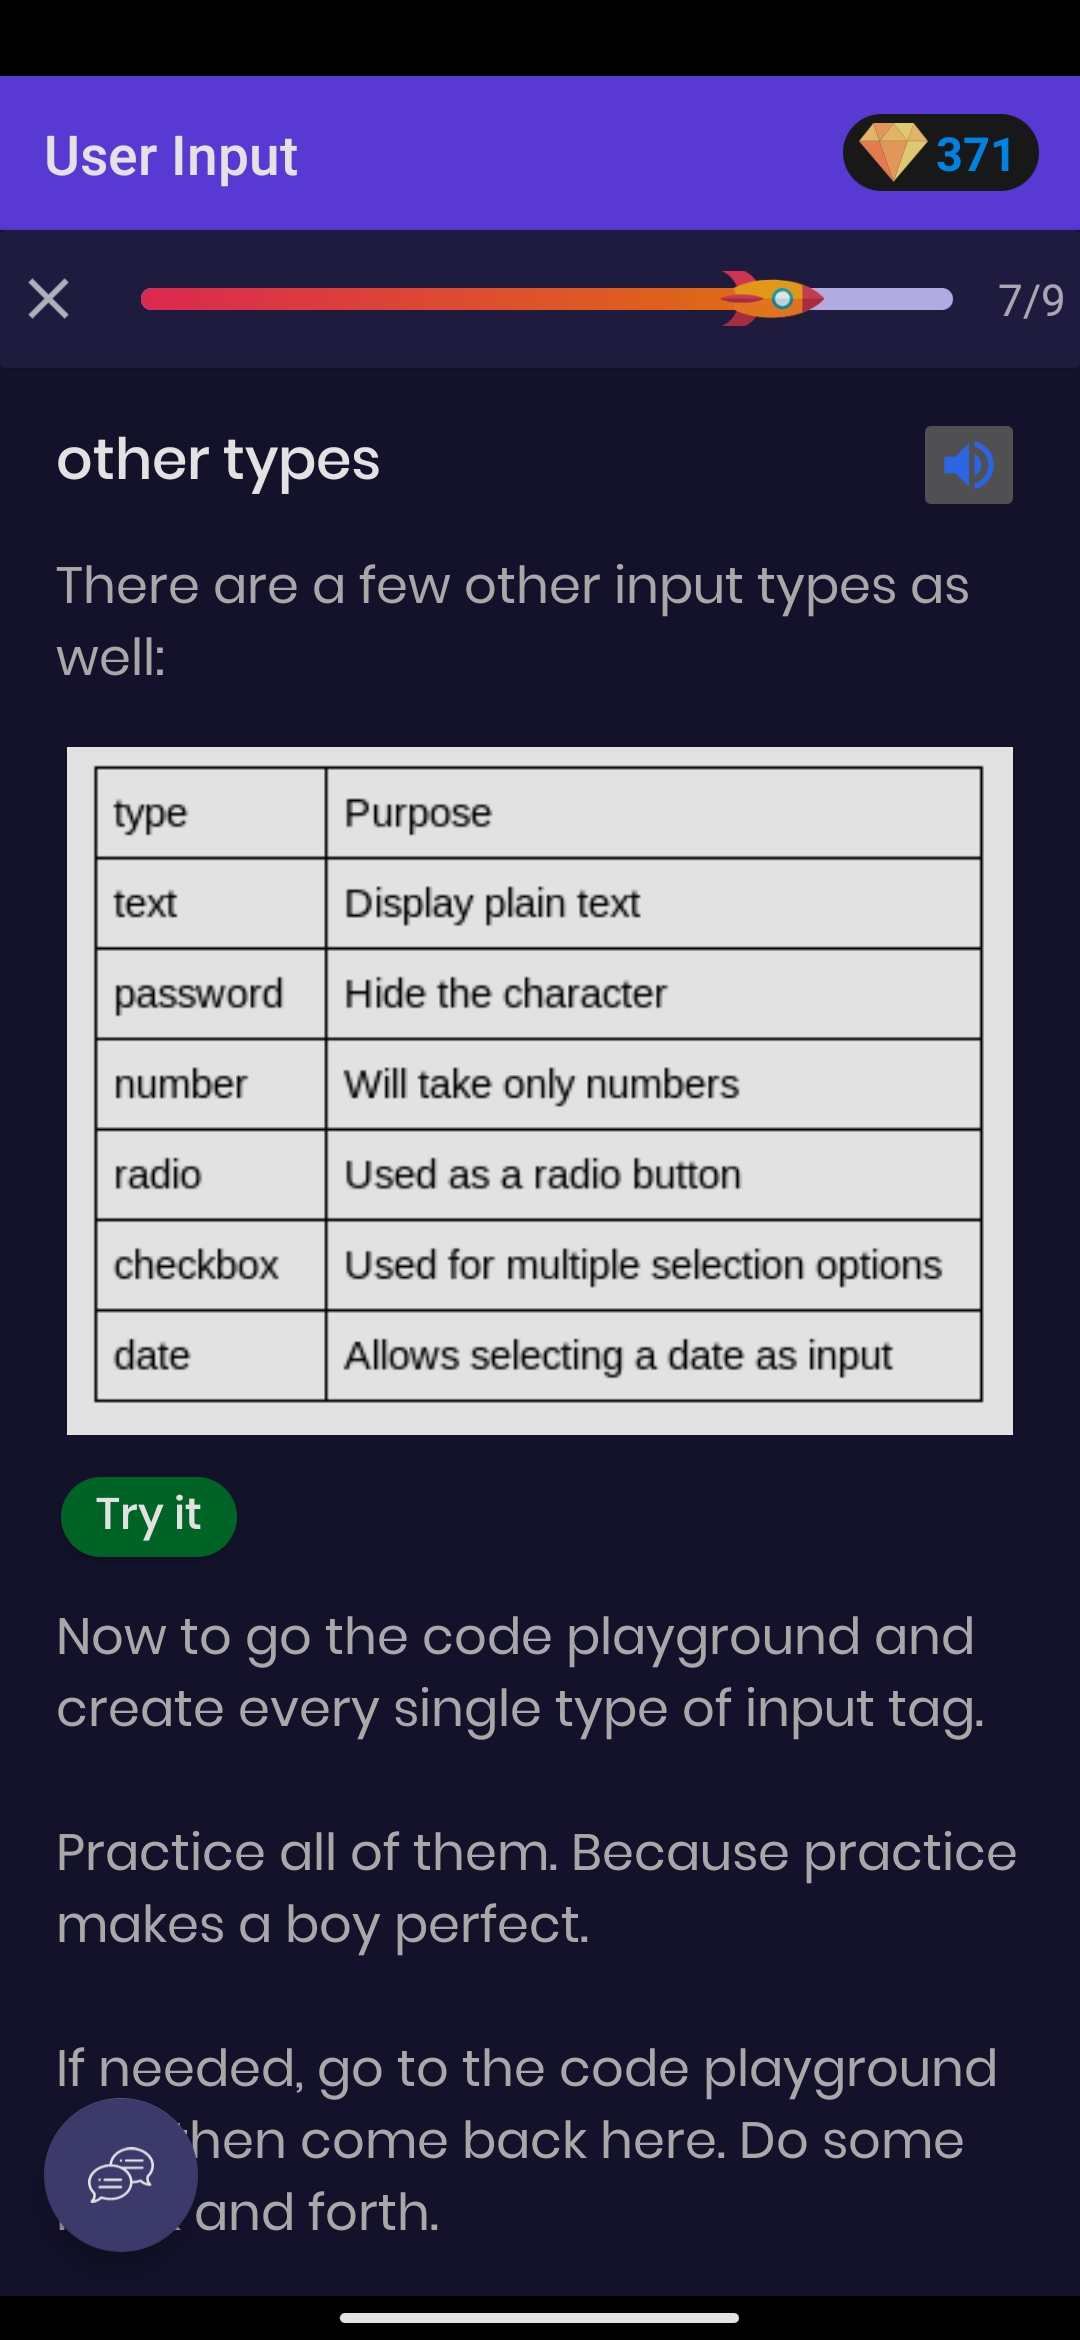 User Input
371
7/9
other types
There are a few other input types as
well:
type Purpose
text Display plain text
password Hide the character
number Will take only numbers
radio Used as a radio button
checkbox Used for multiple selection options
date Allows selecting a date as input
Try it
Now to go the code playground and
create every single type of input tag.
Practice all of them. Because practice
makes a boy perfect.
If needed, go to the code playground
then come back here. Do some
and forth.